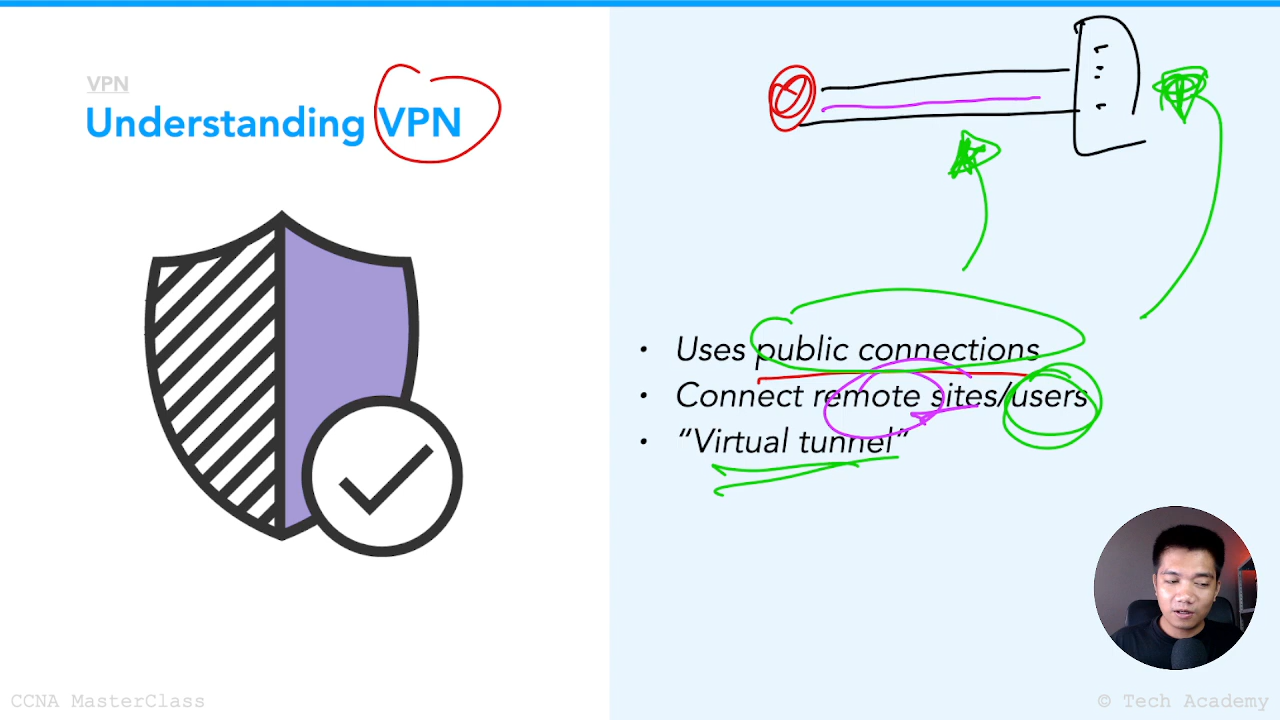 VPN
Understanding VPN
• Uses public connections
• Connect remote sites/users
• “Virtual tunnel”
CCNA MasterClass
© Tech Academy